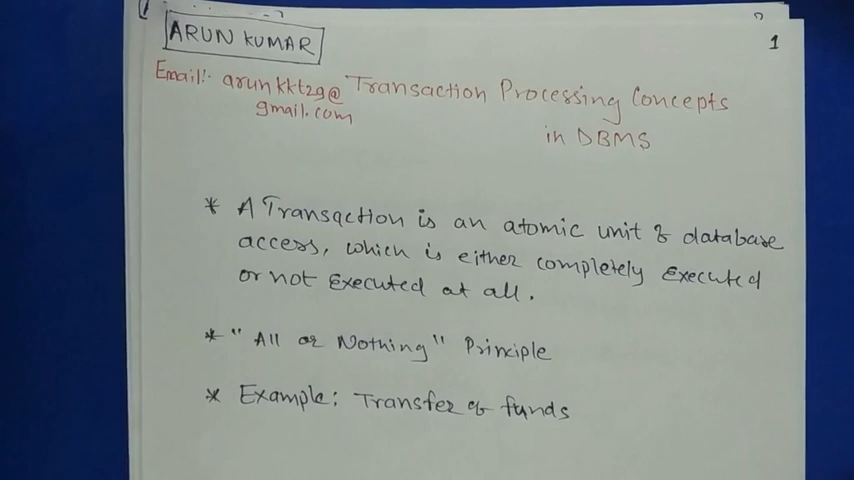 ARUN KUMAR
1
Email:- arunkktzg@
gmail.com
Transaction Processing Concepts
in DBMS
* A Transaction is an atomic unit of database
access, which is either completely executed
or not executed at all.
* "All or Nothing" Principle
* Example: Transfer of funds